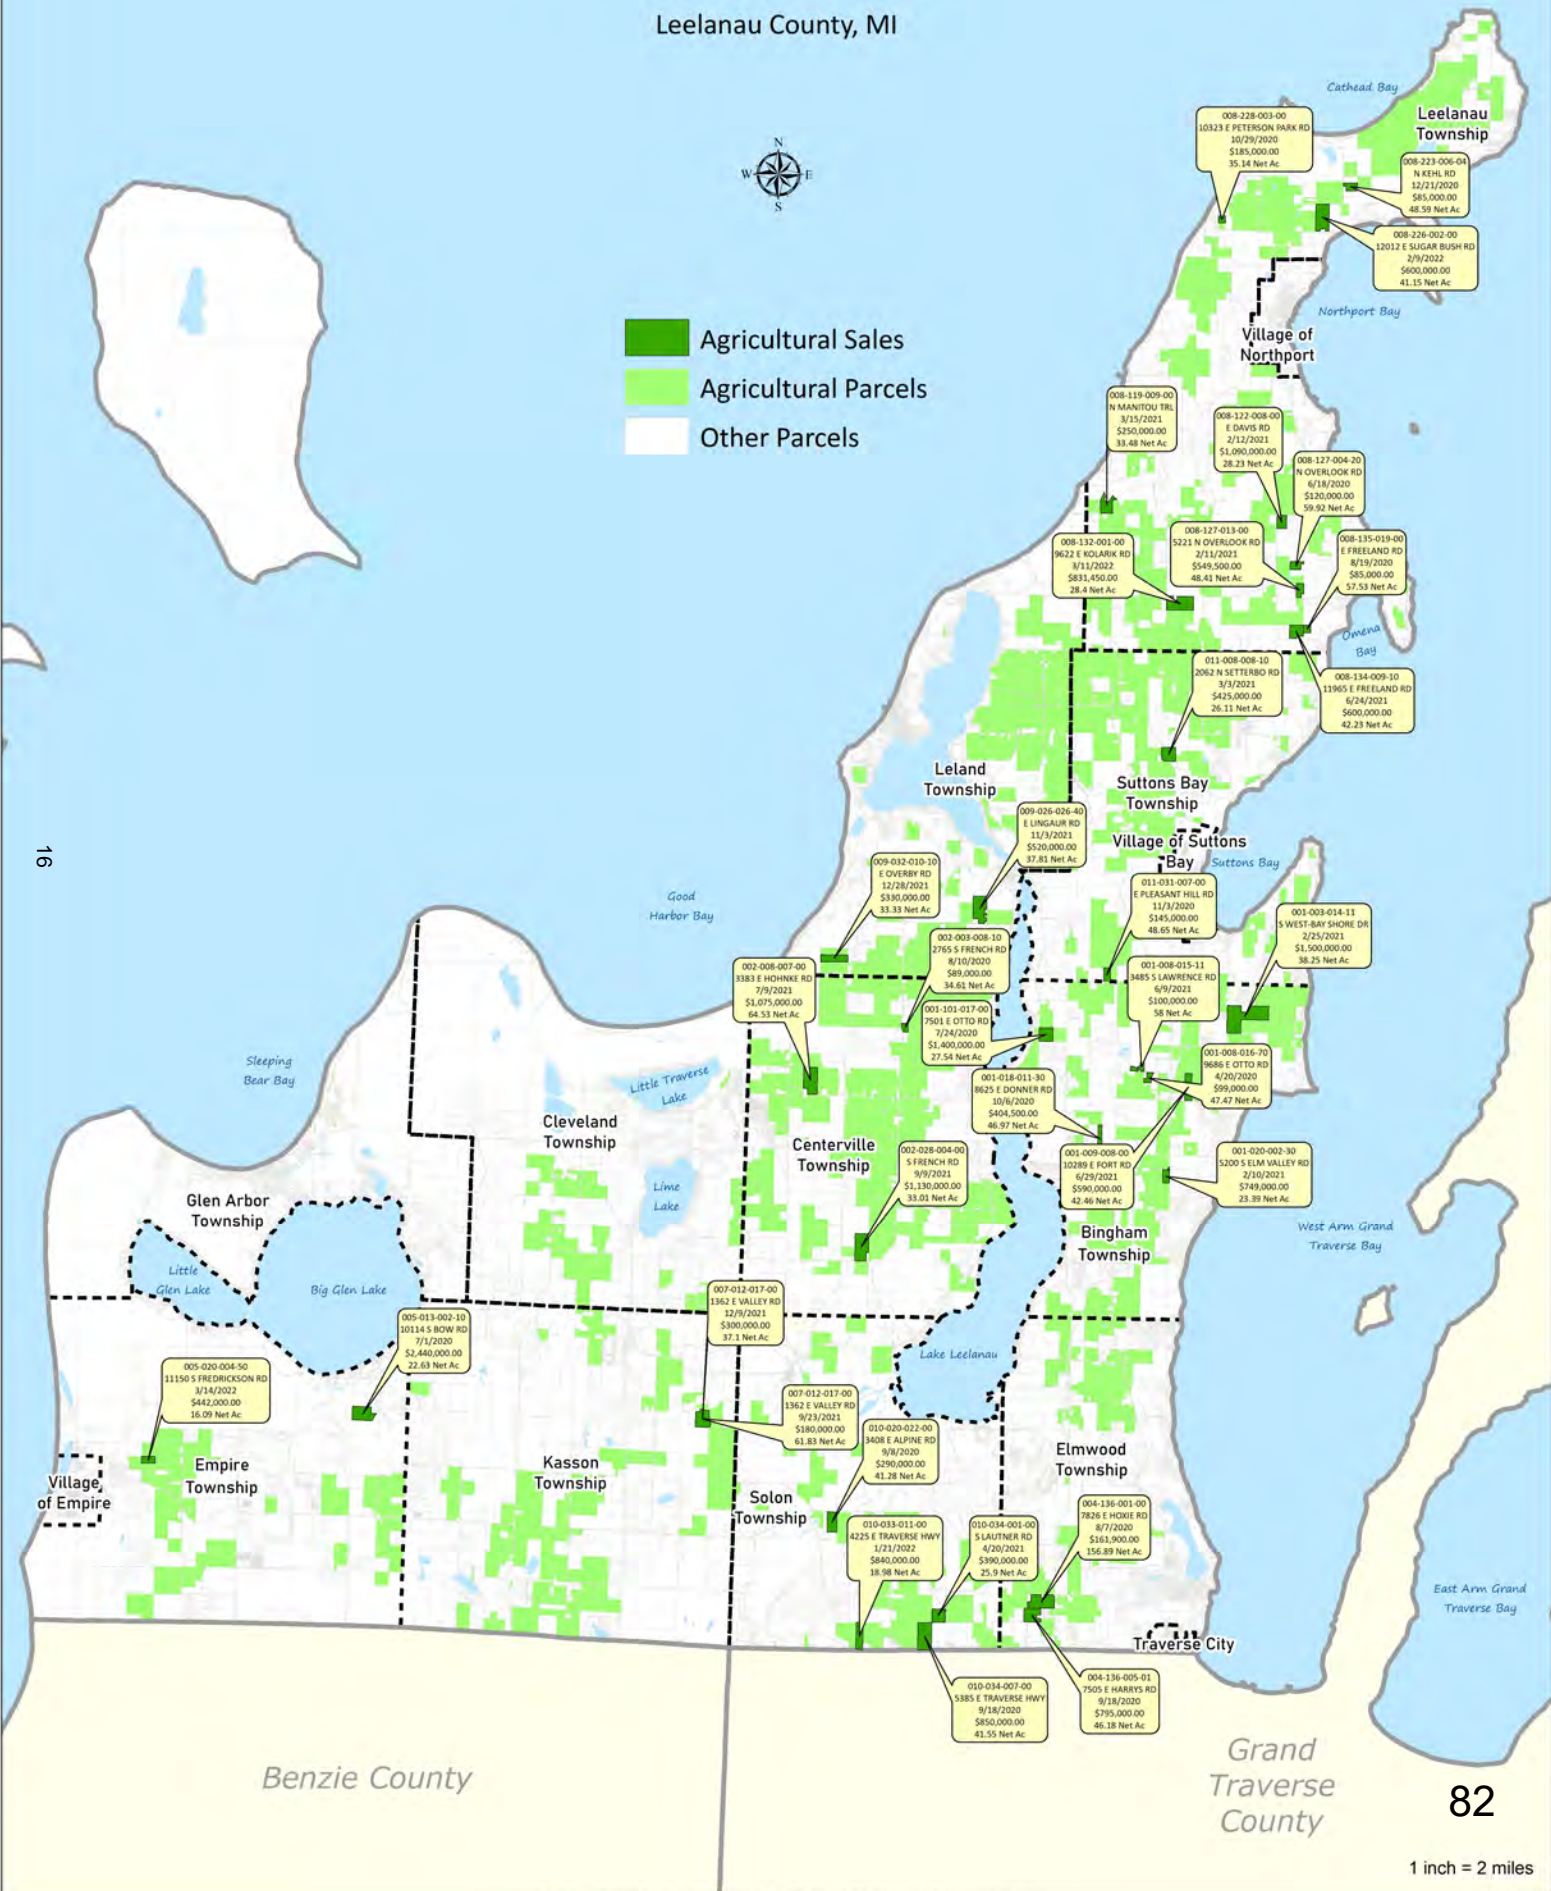 Leelanau County, MI
N
W
E
S
Agricultural Sales
Agricultural Parcels
Other Parcels
Cathead Bay
Leelanau
Township
008-228-003-00
10323 E PETERSON PARK RD
10/29/2020
$185,000.00
35.14 Net Ac
008-223-006-04
N KEHL RD
12/21/2020
$85,000.00
48.59 Net Ac
008-226-002-00
12012 E SUGAR BUSH RD
2/9/2022
$600,000.00
41.15 Net Ac
Northport Bay
Village of
Northport
008-119-009-00
N MANITOU TRL
3/15/2021
$250,000.00
33.48 Net Ac
008-122-008-00
E DAVIS RD
2/12/2021
$1,090,000.00
28.23 Net Ac
008-127-004-20
N OVERLOOK RD
6/18/2020
$120,000.00
59.92 Net Ac
008-127-013-00
5221 N OVERLOOK RD
2/11/2021
$549,500.00
48.41 Net Ac
008-135-019-00
E FREELAND RD
8/19/2020
$85,000.00
57.53 Net Ac
008-132-001-00
9622 E KOLARIK RD
3/11/2022
$831,450.00
28.4 Net Ac
Omena
Bay
011-008-008-10
2062 N SETTERBO RD
3/3/2021
$425,000.00
26.11 Net Ac
008-134-009-10
11965 E FREELAND RD
6/24/2021
$600,000.00
42.23 Net Ac
Leland
Township
Suttons Bay
Township
009-026-026-40
E LINGAUR RD
11/3/2021
$520,000.00
37.81 Net Ac
Village of Suttons
Bay
Suttons Bay
16
009-032-010-10
E OVERBY RD
12/28/2021
$330,000.00
33.33 Net Ac
011-031-007-00
E PLEASANT HILL RD
11/3/2020
$145,000.00
48.65 Net Ac
Good
Harbor Bay
001-003-014-11
S WEST-BAY SHORE DR
2/25/2021
$1,500,000.00
38.25 Net Ac
002-003-008-10
2765 S FRENCH RD
8/10/2020
$89,000.00
34.61 Net Ac
002-008-007-00
3383 E HOHNKE RD
7/9/2021
$1,075,000.00
64.53 Net Ac
001-008-015-11
3485 S LAWRENCE RD
6/9/2021
$100,000.00
58 Net Ac
001-101-017-00
7501 E OTTO RD
7/24/2020
$1,400,000.00
27.54 Net Ac
001-008-016-70
9686 E OTTO RD
4/20/2020
$99,000.00
47.47 Net Ac
Sleeping
Bear Bay
Little Traverse
Lake
001-018-011-30
8625 E DONNER RD
10/6/2020
$404,500.00
46.97 Net Ac
Cleveland
Township
Centerville
Township
002-028-004-00
S FRENCH RD
9/9/2021
$1,130,000.00
33.01 Net Ac
001-009-008-00
10289 E FORT RD
6/29/2021
$590,000.00
42.46 Net Ac
001-020-002-30
5200 S ELM VALLEY RD
2/10/2021
$749,000.00
23.39 Net Ac
Lime
Lake
Glen Arbor
Township
Bingham
Township
West Arm Grand
Traverse Bay
Little
Glen Lake
Big Glen Lake
007-012-017-00
1362 E VALLEY RD
12/9/2021
$300,000.00
37.1 Net Ac
005-013-002-10
10114 S BOW RD
7/1/2020
$2,440,000.00
22.63 Net Ac
Lake Leelanau
005-020-004-50
11150 S FREDRICKSON RD
3/14/2022
$442,000.00
16.09 Net Ac
007-012-017-00
1362 E VALLEY RD
9/23/2021
$180,000.00
61.83 Net Ac
010-020-022-00
3408 E ALPINE RD
9/8/2020
$290,000.00
41.28 Net Ac
Village
of Empire
Empire
Township
Kasson
Township
Solon
Township
Elmwood
Township
004-136-001-00
7826 E HOXIE RD
8/7/2020
$161,900.00
156.89 Net Ac
010-033-011-00
4225 E TRAVERSE HWY
1/21/2022
$840,000.00
18.98 Net Ac
010-034-001-00
S LAUTNER RD
4/20/2021
$390,000.00
25.9 Net Ac
East Arm Grand
Traverse Bay
Traverse City
010-034-007-00
5385 E TRAVERSE HWY
9/18/2020
$850,000.00
41.55 Net Ac
004-136-005-01
7505 E HARRYS RD
9/18/2020
$795,000.00
46.18 Net Ac
Benzie County
Grand
Traverse
County
82
1 inch = 2 miles